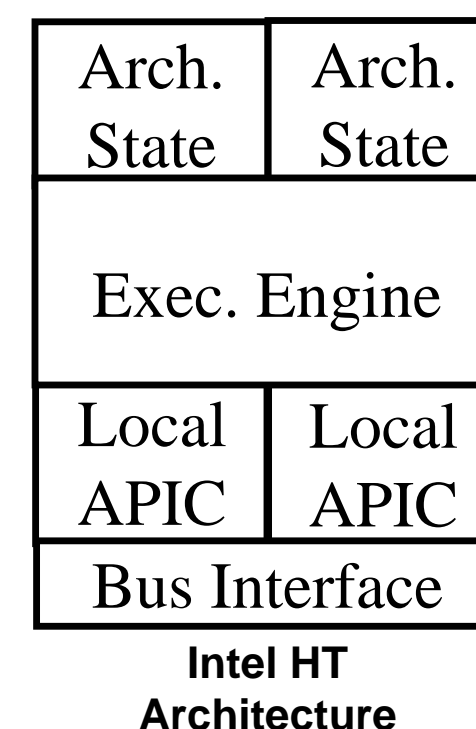 Arch. Arch.
State State
Exec. Engine
Local Local
APIC APIC
Bus Interface
Intel HT
Architecture